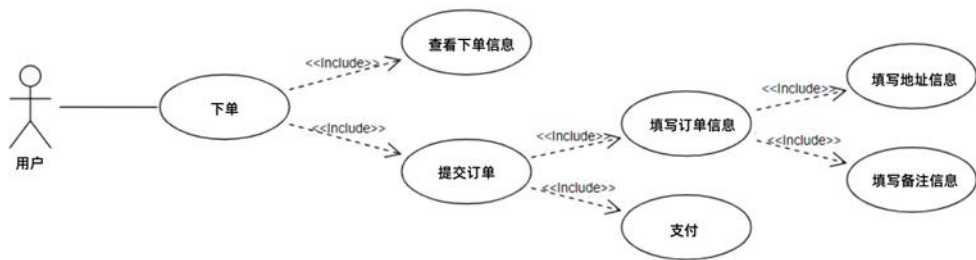 查看下单信息
<<Include>>
填写地址信息
<<Include>>
下单
<<Include>>
填写订单信息
<<Include>>
<<Include>>
用户
提交订单
<<Include>>
填写备注信息
<<Include>>
支付